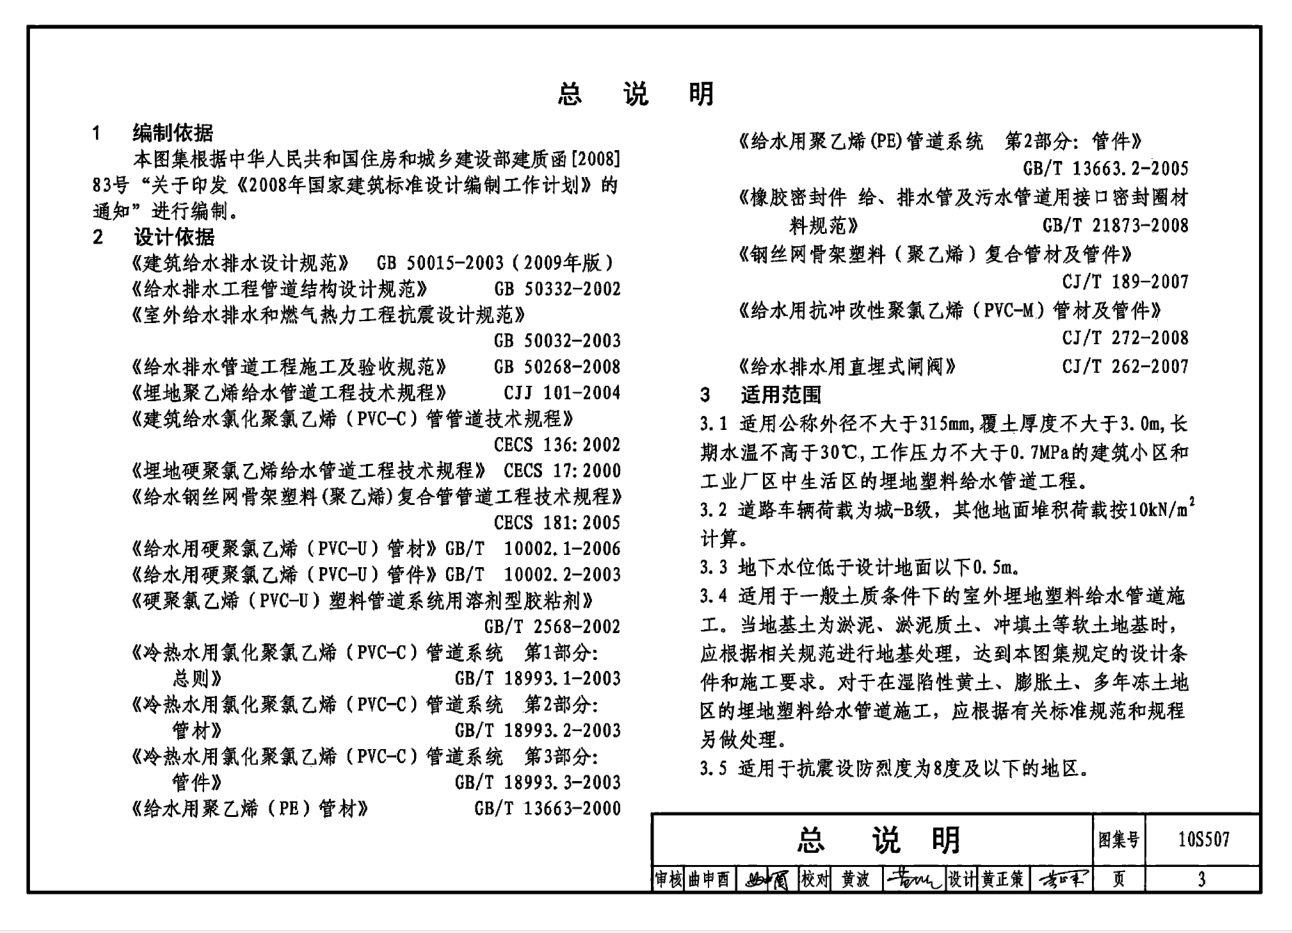 总 说 明
1 编制依据
本图集根据中华人民共和国住房和城乡建设部建质函[2008]
83号“关于印发《2008年国家建筑标准设计编制工作计划》的
通知”进行编制。
2 设计依据
《建筑给水排水设计规范》 GB 50015-2003（2009年版）
《给水排水工程管道结构设计规范》 GB 50332-2002
《室外给水排水和燃气热力工程抗震设计规范》
GB 50032-2003
《给水排水管道工程施工及验收规范》 GB 50268-2008
《埋地聚乙烯给水管道工程技术规程》 CJJ 101-2004
《建筑给水氯化聚氯乙烯（PVC-C）管管道技术规程》
CECS 136:2002
《埋地硬聚氯乙烯给水管道工程技术规程》 CECS 17:2000
《给水钢丝网骨架塑料(聚乙烯)复合管管道工程技术规程》
CECS 181:2005
《给水用硬聚氯乙烯（PVC-U）管材》GB/T 10002.1-2006
《给水用硬聚氯乙烯（PVC-U）管件》GB/T 10002.2-2003
《硬聚氯乙烯（PVC-U）塑料管道系统用溶剂型胶粘剂》
GB/T 2568-2002
《冷热水用氯化聚氯乙烯（PVC-C）管道系统 第1部分：
总则》 GB/T 18993.1-2003
《冷热水用氯化聚氯乙烯（PVC-C）管道系统 第2部分：
管材》 GB/T 18993.2-2003
《冷热水用氯化聚氯乙烯（PVC-C）管道系统 第3部分：
管件》 GB/T 18993.3-2003
《给水用聚乙烯（PE）管材》 GB/T 13663-2000
《给水用聚乙烯(PE)管道系统 第2部分：管件》
GB/T 13663.2-2005
《橡胶密封件 给、排水管及污水管道用接口密封圈材
料规范》 GB/T 21873-2008
《钢丝网骨架塑料（聚乙烯）复合管材及管件》
CJ/T 189-2007
《给水用抗冲改性聚氯乙烯（PVC-M）管材及管件》
CJ/T 272-2008
《给水排水用直埋式闸阀》 CJ/T 262-2007
3 适用范围
3.1 适用公称外径不大于315mm,覆土厚度不大于3.0m,长
期水温不高于30℃,工作压力不大于0.7MPa的建筑小区和
工业厂区中生活区的埋地塑料给水管道工程。
3.2 道路车辆荷载为城-B级，其他地面堆积荷载按10kN/m²
计算。
3.3 地下水位低于设计地面以下0.5m。
3.4 适用于一般土质条件下的室外埋地塑料给水管道施
工。当地基土为淤泥、淤泥质土、冲填土等软土地基时，
应根据相关规范进行地基处理，达到本图集规定的设计条
件和施工要求。对于在湿陷性黄土、膨胀土、多年冻土地
区的埋地塑料给水管道施工，应根据有关标准规范和规程
另做处理。
3.5 适用于抗震设防烈度为8度及以下的地区。
总 说 明 图集号 10S507
审核 曲申酉 校对 黄波 设计 黄正策 页 3